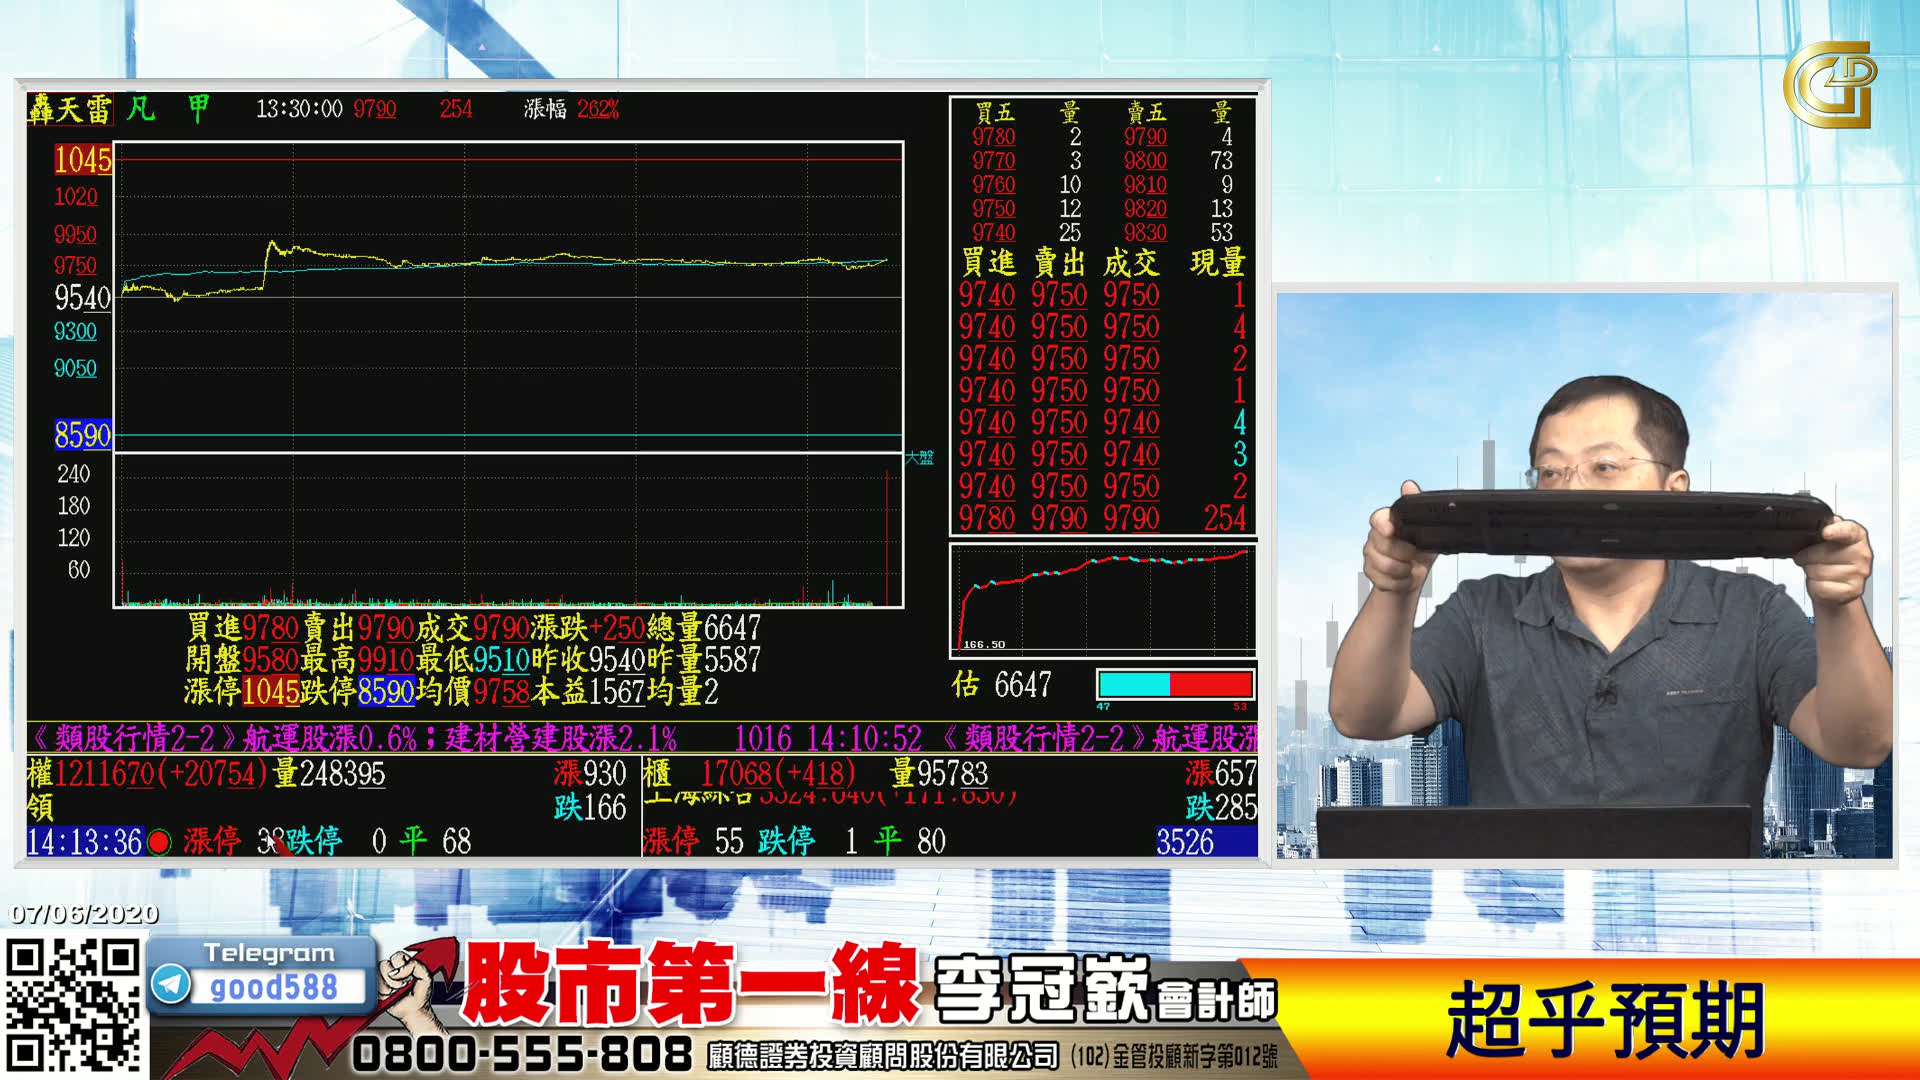 轟天雷 凡 甲 13:30:00 9790 254 漲幅 262%
1045
1020
9950
9750
9540
9300
9050
8590
240
180
120
60
大盤
買五 量 賣五 量
9780 2 9790 4
9770 3 9800 73
9760 10 9810 9
9750 12 9820 13
9740 25 9830 53
買進 賣出 成交 現量
9740 9750 9750 1
9740 9750 9750 4
9740 9750 9750 2
9740 9750 9750 1
9740 9750 9740 4
9740 9750 9740 3
9740 9750 9750 2
9780 9790 9790 254
166.50
估 6647
47 53
買進9780賣出9790成交9790漲跌+250總量6647
開盤9580最高9910最低9510昨收9540昨量5587
漲停1045跌停8590均價9758本益1567均量2
《類股行情2-2》航運股漲0.6%；建材營建股漲2.1% 1016 14:10:52 《類股行情2-2》航運股漲
權1211670(+20754)量248395 漲930
領 跌166
14:13:36 漲停 38跌停 0 平 68
櫃 17068(+418) 量95783 漲657
上海綜合3324.640(+171.830) 跌285
漲停 55 跌停 1 平 80 3526
07/06/2020
Telegram
good588
股市第一線 李冠嶔會計師
0800-555-808 顧德證券投資顧問股份有限公司 (102)金管投顧新字第012號
超乎預期